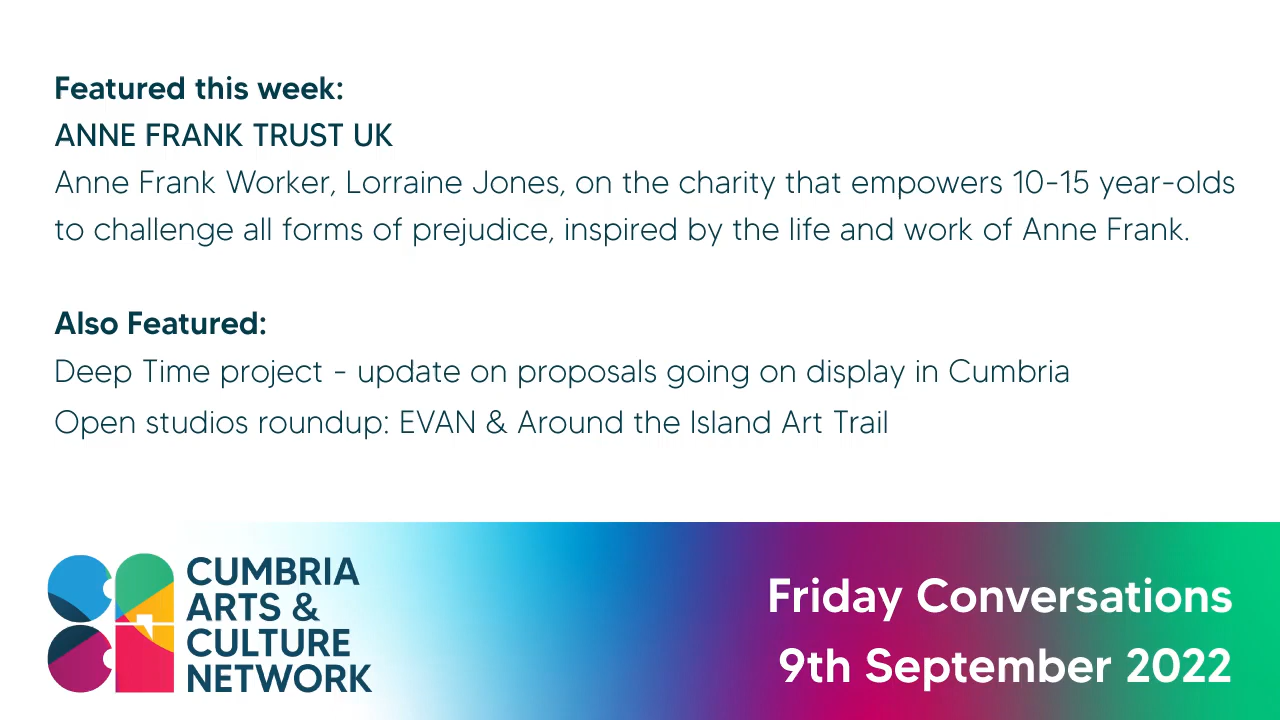 Featured this week:
ANNE FRANK TRUST UK
Anne Frank Worker, Lorraine Jones, on the charity that empowers 10-15 year-olds
to challenge all forms of prejudice, inspired by the life and work of Anne Frank.
Also Featured:
Deep Time project - update on proposals going on display in Cumbria
Open studios roundup: EVAN & Around the Island Art Trail
CUMBRIA
ARTS &
CULTURE
NETWORK
Friday Conversations
9th September 2022